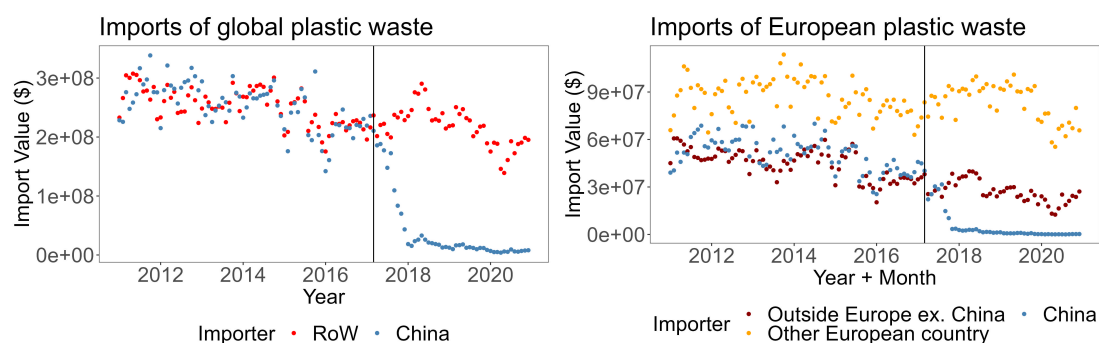 Imports of global plastic waste
Import Value ($)
3e+08
2e+08
1e+08
0e+00
2012 2014 2016 2018 2020
Year
Importer RoW China
Imports of European plastic waste
Import Value ($)
9e+07
6e+07
3e+07
0e+00
2012 2014 2016 2018 2020
Year + Month
Importer Outside Europe ex. China China
Other European country